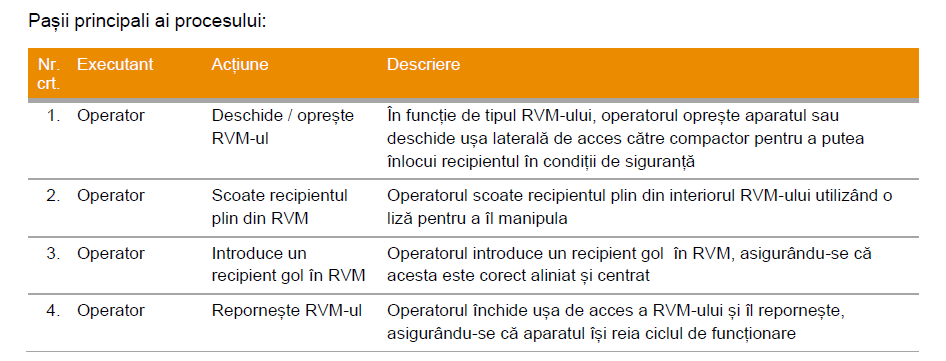 Pașii principali ai procesului:
Nr. Executant Acțiune Descriere
crt.
1. Operator Deschide / oprește În funcție de tipul RVM-ului, operatorul oprește aparatul sau
RVM-ul deschide ușa laterală de acces către compactor pentru a putea
înlocui recipientul în condiții de siguranță
2. Operator Scoate recipientul Operatorul scoate recipientul plin din interiorul RVM-ului utilizând o
plin din RVM liză pentru a îl manipula
3. Operator Introduce un Operatorul introduce un recipient gol în RVM, asigurându-se că
recipient gol în RVM acesta este corect aliniat și centrat
4. Operator Repornește RVM-ul Operatorul închide ușa de acces a RVM-ului și îl repornește,
asigurându-se că aparatul își reia ciclul de funcționare